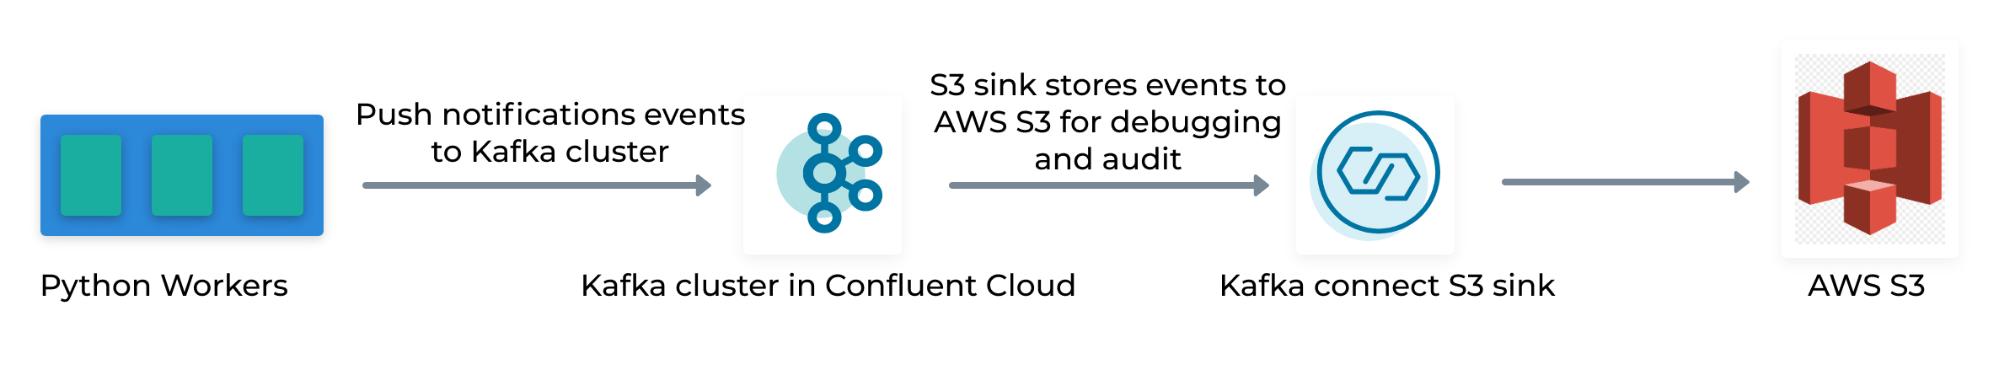 Push notifications events
to Kafka cluster
S3 sink stores events to
AWS S3 for debugging
and audit
Python Workers
Kafka cluster in Confluent Cloud
Kafka connect S3 sink
AWS S3